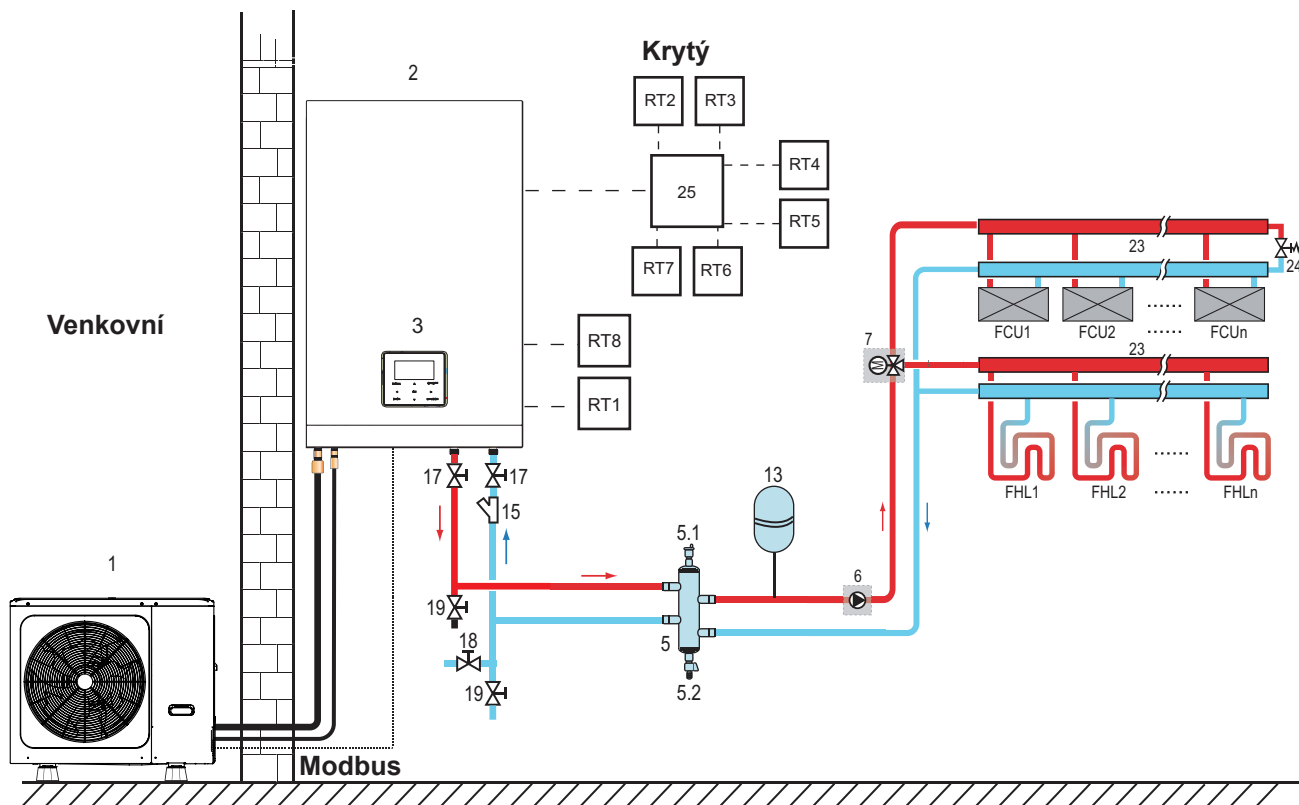 Krytý
2
RT2
RT3
RT4
25
RT5
RT7
RT6
23
24
FCU1
FCU2
......
......
FCUn
Venkovní
3
RT8
7
23
RT1
17
17
13
FHL1
FHL2
......
......
FHLn
15
5.1
1
6
19
5
18
5.2
19
Modbus